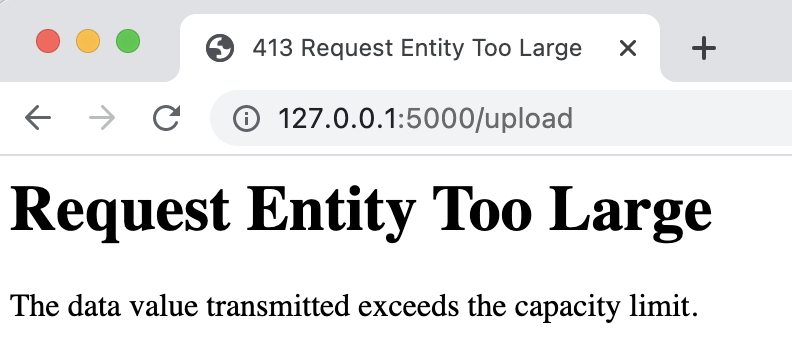 413 Request Entity Too Large
127.0.0.1:5000/upload
Request Entity Too Large
The data value transmitted exceeds the capacity limit.